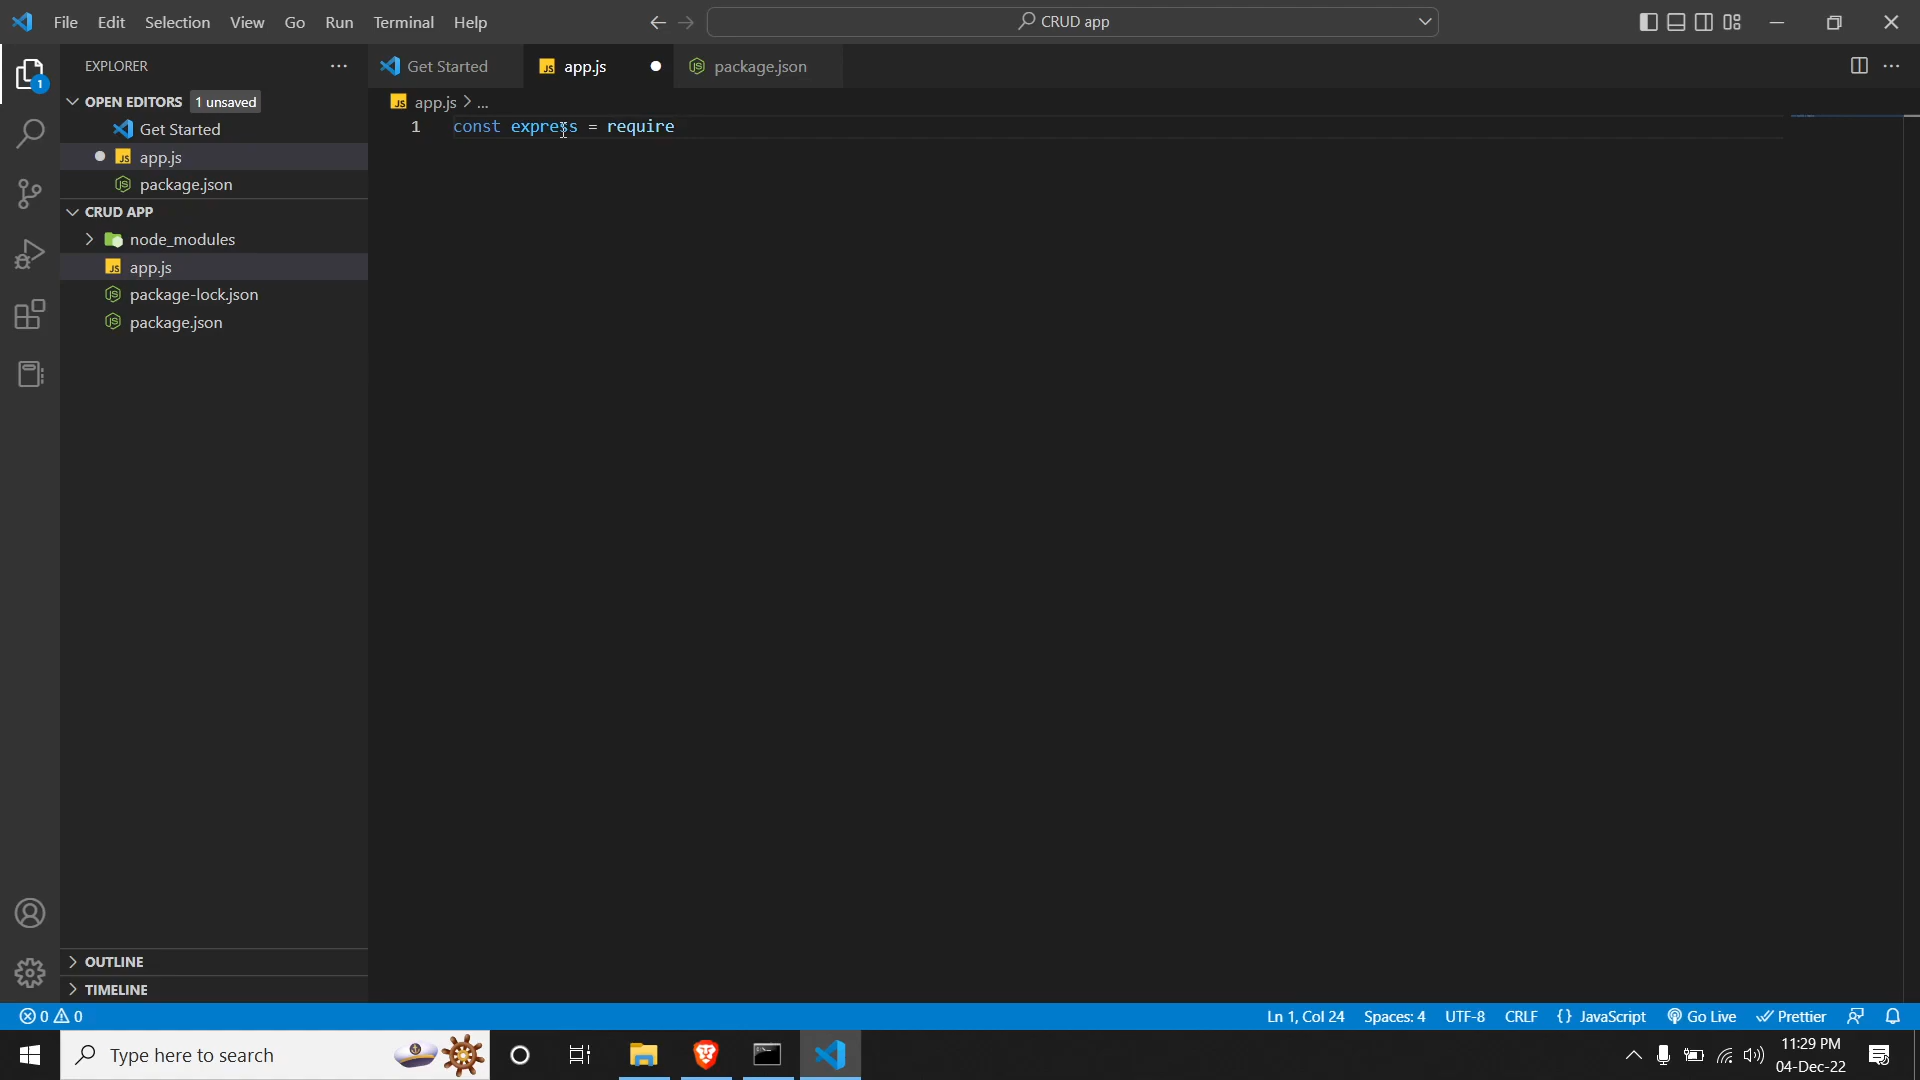 File Edit Selection View Go Run Terminal Help
CRUD app
EXPLORER
OPEN EDITORS 1 unsaved
Get Started
app.js
package.json
CRUD APP
node_modules
app.js
package-lock.json
package.json
OUTLINE
TIMELINE
Get Started app.js package.json
app.js > ...
1 const express = require
0 0
Ln 1, Col 24 Spaces: 4 UTF-8 CRLF {} JavaScript Go Live Prettier
Type here to search
11:29 PM
04-Dec-22